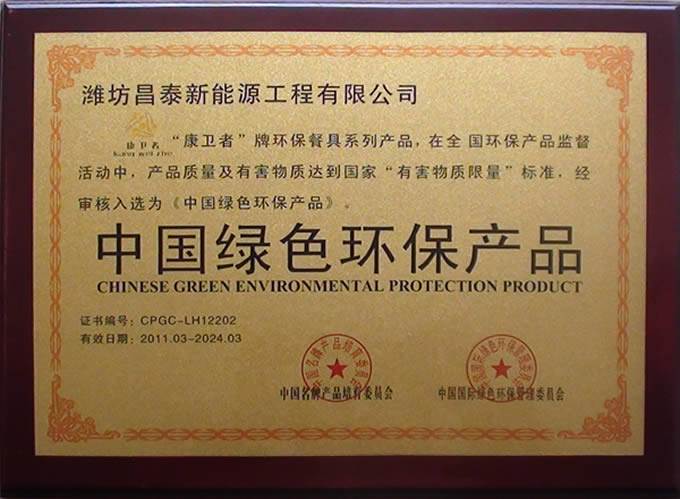 潍坊昌泰新能源工程有限公司
康卫者
“康卫者”牌环保餐具系列产品，在全国环保产品监督
活动中，产品质量及有害物质达到国家“有害物质限量”标准，经
审核入选为《中国绿色环保产品》。
中国绿色环保产品
CHINESE GREEN ENVIRONMENTAL PROTECTION PRODUCT
证书编号：CPGC-LH12202
有效日期：2011.03-2024.03
中国名牌产品培育委员会
中国国际绿色环保管理委员会